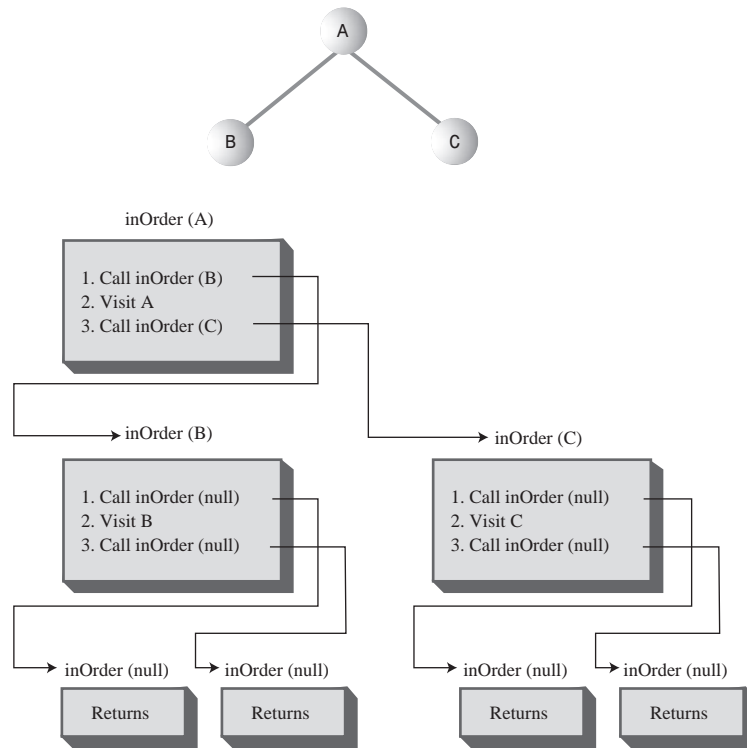 A
B
C
inOrder (A)
1. Call inOrder (B)
2. Visit A
3. Call inOrder (C)
inOrder (B)
1. Call inOrder (null)
2. Visit B
3. Call inOrder (null)
inOrder (C)
1. Call inOrder (null)
2. Visit C
3. Call inOrder (null)
inOrder (null)
Returns
inOrder (null)
Returns
inOrder (null)
Returns
inOrder (null)
Returns